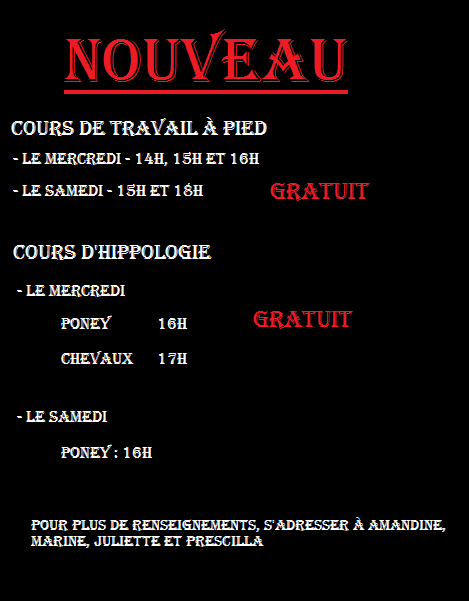 NOUVEAU
COURS DE TRAVAIL À PIED
- LE MERCREDI - 14H, 15H ET 16H
- LE SAMEDI - 15H ET 18H
GRATUIT
COURS D'HIPPOLOGIE
- LE MERCREDI
PONEY 16H
GRATUIT
CHEVAUX 17H
- LE SAMEDI
PONEY : 16H
POUR PLUS DE RENSEIGNEMENTS, S'ADRESSER À AMANDINE,
MARINE, JULIETTE ET PRESCILLA